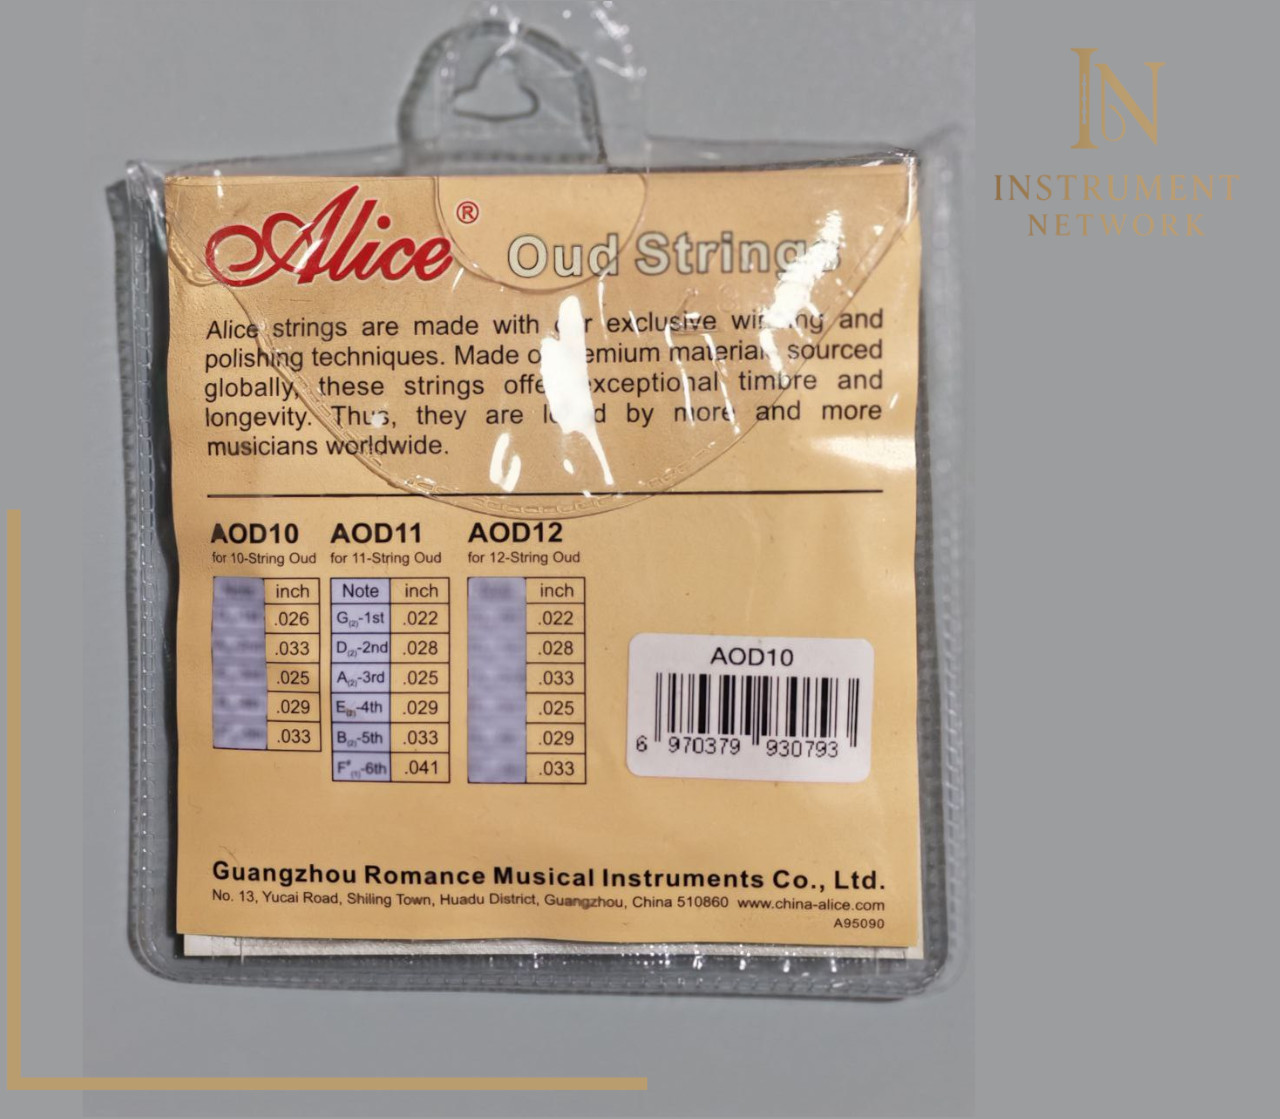 IN
INSTRUMENT
NETWORK
Alice®
Oud Strings
Alice strings are made with exclusive and
polishing techniques. Made materials sourced
globally, these strings exceptional timbre and
longevity. Thus, they are by more and more
musicians worldwide.
AOD10 AOD11 AOD12
for 10-String Oud for 11-String Oud for 12-String Oud
inch Note inch inch
.026 G(2)-1st .022 .022
.033 D(2)-2nd .028 .028
.025 A(2)-3rd .025 .033
.029 E(2)-4th .029 .025
.033 B(2)-5th .033 .029
F#(1)-6th .041 .033
AOD10
6 970379 930793
Guangzhou Romance Musical Instruments Co., Ltd.
No. 13, Yucai Road, Shiling Town, Huadu District, Guangzhou, China 510860 www.china-alice.com
A95090